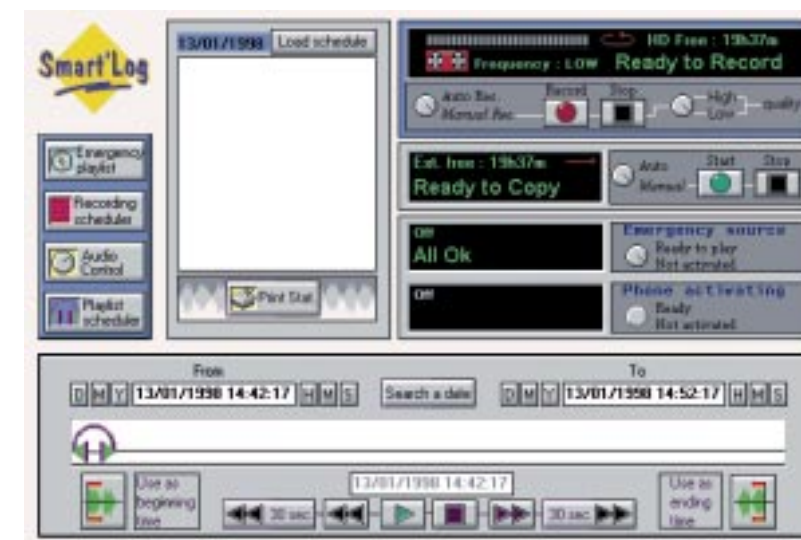 Smart'Log
Emergency playlist
Recording scheduler
Audio Control
Playlist scheduler
13/01/1998 Load schedule
Print Stat.
HD Free : 19h37m
Frequency : LOW Ready to Record
Auto Rec. Record Stop High
Manual Rec Low quality
Ext. free : 19h37m
Ready to Copy
Auto Start Stop
Manual
Off
All Ok
Emergency source
Ready to play
Not activated
Off
Phone activating
Ready
Not activated
From To
D M Y 13/01/1998 14:42:17 H M S Search a date D M Y 13/01/1998 14:52:17 H M S
Use as beginning time
13/01/1998 14:42:17
30 sec 30 sec
Use as ending time